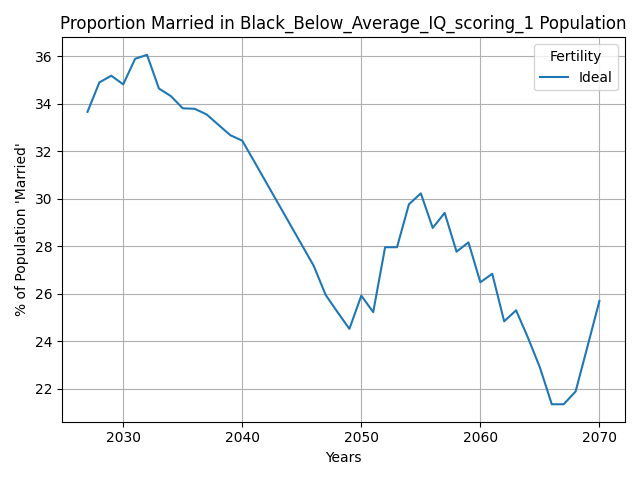 Proportion Married in Black_Below_Average_IQ_scoring_1 Population
Fertility
Ideal
% of Population 'Married'
36
34
32
30
28
26
24
22
2030
2040
2050
2060
2070
Years